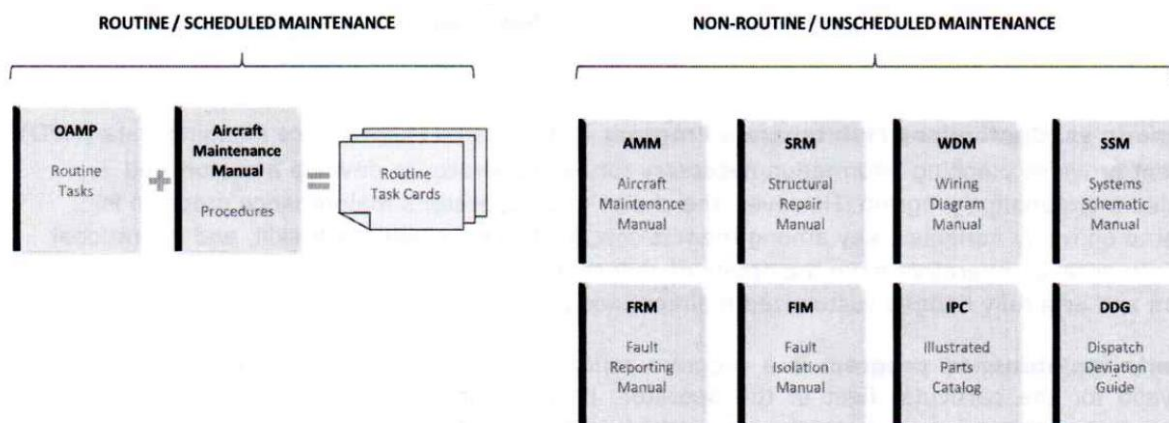 ROUTINE / SCHEDULED MAINTENANCE
OAMP
Routine
Tasks
+
Aircraft
Maintenance
Manual
Procedures
=
Routine
Task Cards
NON-ROUTINE / UNSCHEDULED MAINTENANCE
AMM
Aircraft
Maintenance
Manual
SRM
Structural
Repair
Manual
WDM
Wiring
Diagram
Manual
SSM
Systems
Schematic
Manual
FRM
Fault
Reporting
Manual
FIM
Fault
Isolation
Manual
IPC
Illustrated
Parts
Catalog
DDG
Dispatch
Deviation
Guide